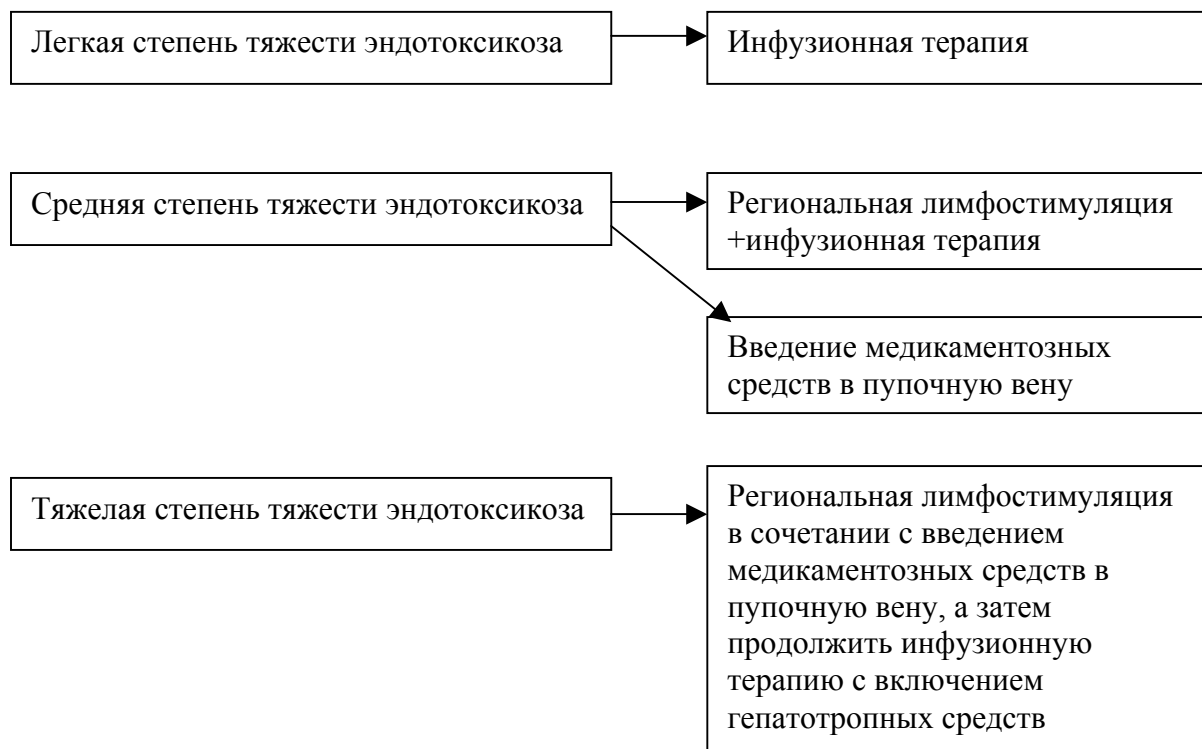 Легкая степень тяжести эндотоксикоза
Инфузионная терапия
Средняя степень тяжести эндотоксикоза
Региональная лимфостимуляция
+инфузионная терапия
Введение медикаментозных
средств в пупочную вену
Тяжелая степень тяжести эндотоксикоза
Региональная лимфостимуляция
в сочетании с введением
медикаментозных средств в
пупочную вену, а затем
продолжить инфузионную
терапию с включением
гепатотропных средств